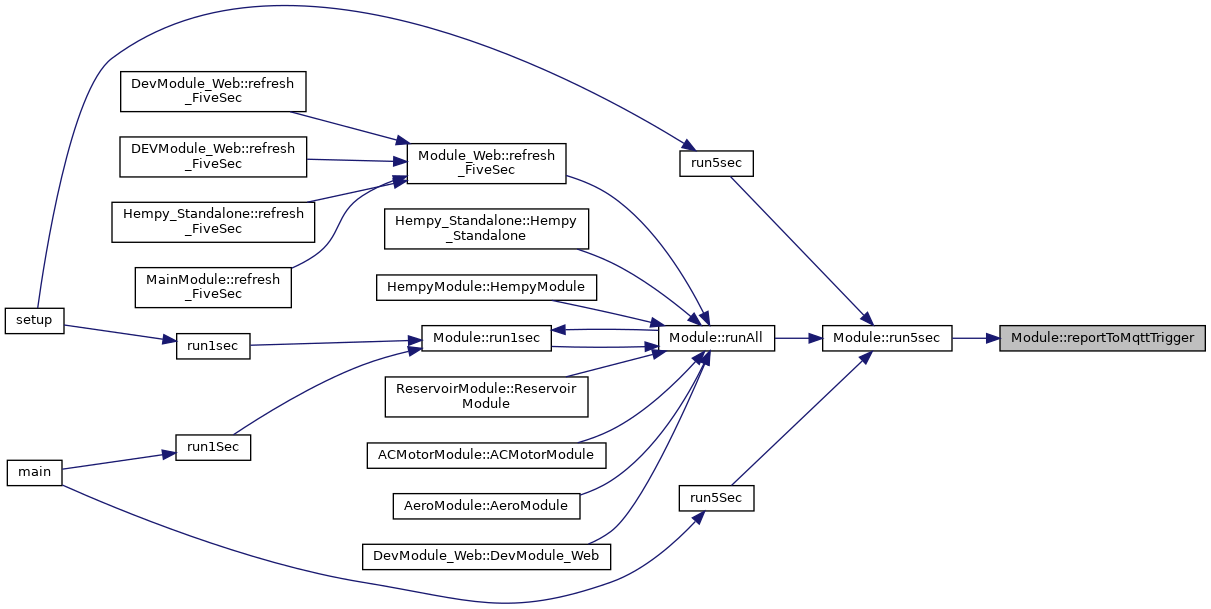 DevModule_Web::refresh
_FiveSec
DEVModule_Web::refresh
_FiveSec
Module_Web::refresh
_FiveSec
run5sec
Hempy_Standalone::refresh
_FiveSec
Hempy_Standalone::Hempy
_Standalone
MainModule::refresh
_FiveSec
HempyModule::HempyModule
setup
run1sec
Module::run1sec
Module::runAll
Module::run5sec
Module::reportToMqttTrigger
ReservoirModule::Reservoir
Module
run1Sec
ACMotorModule::ACMotorModule
main
AeroModule::AeroModule
run5Sec
DevModule_Web::DevModule_Web